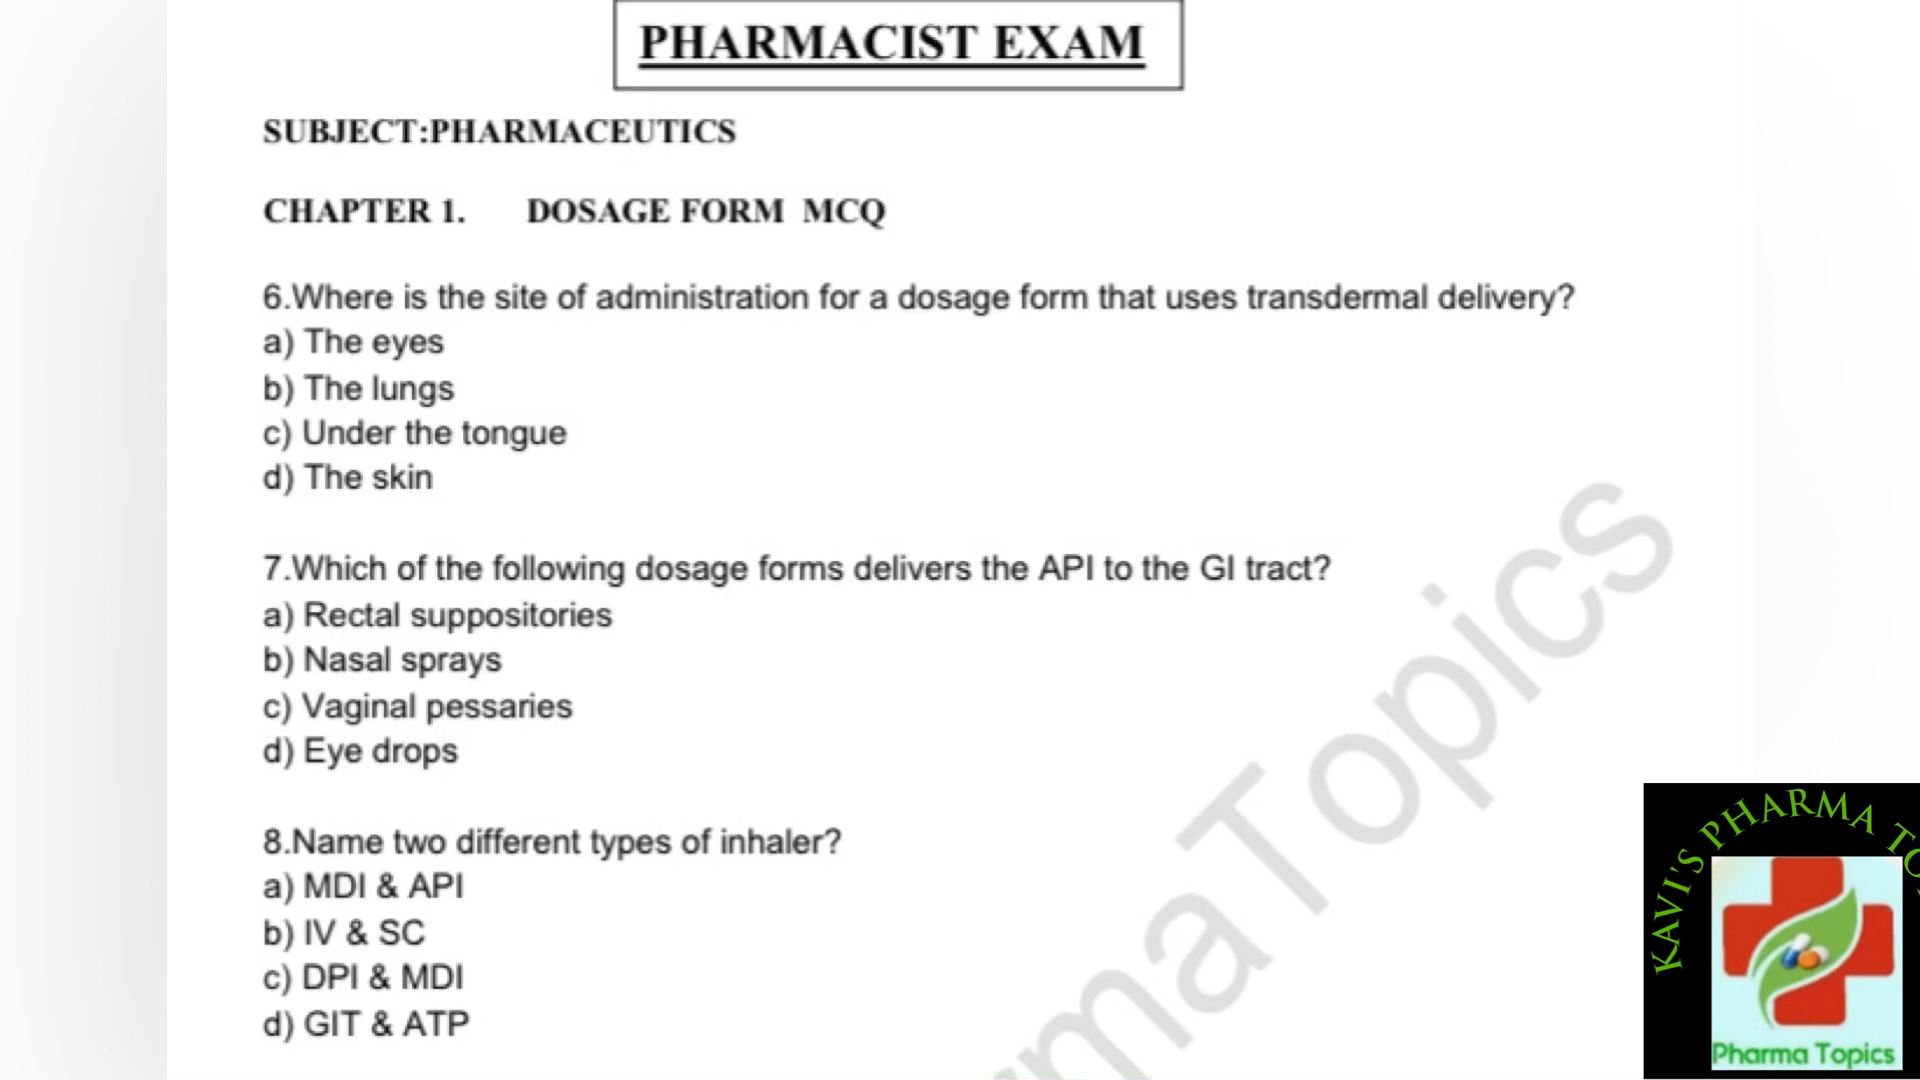 PHARMACIST EXAM
SUBJECT:PHARMACEUTICS
CHAPTER 1. DOSAGE FORM MCQ
6.Where is the site of administration for a dosage form that uses transdermal delivery?
a) The eyes
b) The lungs
c) Under the tongue
d) The skin
7.Which of the following dosage forms delivers the API to the GI tract?
a) Rectal suppositories
b) Nasal sprays
c) Vaginal pessaries
d) Eye drops
8.Name two different types of inhaler?
a) MDI & API
b) IV & SC
c) DPI & MDI
d) GIT & ATP
maTopics
KAVI'S PHARMA TO
Pharma Topics